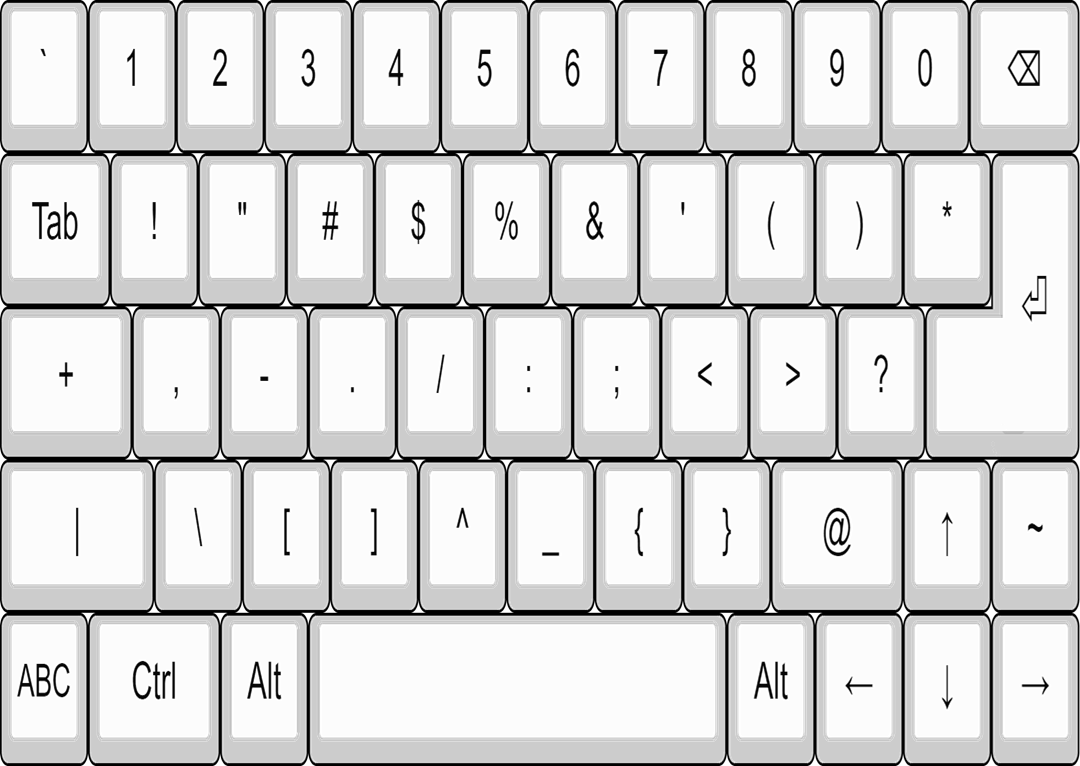 ` 1 2 3 4 5 6 7 8 9 0 ⌫
Tab ! " # $ % & ' ( ) * ⏎
+ , - . / : ; < > ?
| \ [ ] ^ _ { } @ ↑ ~
ABC Ctrl Alt Alt ← ↓ →